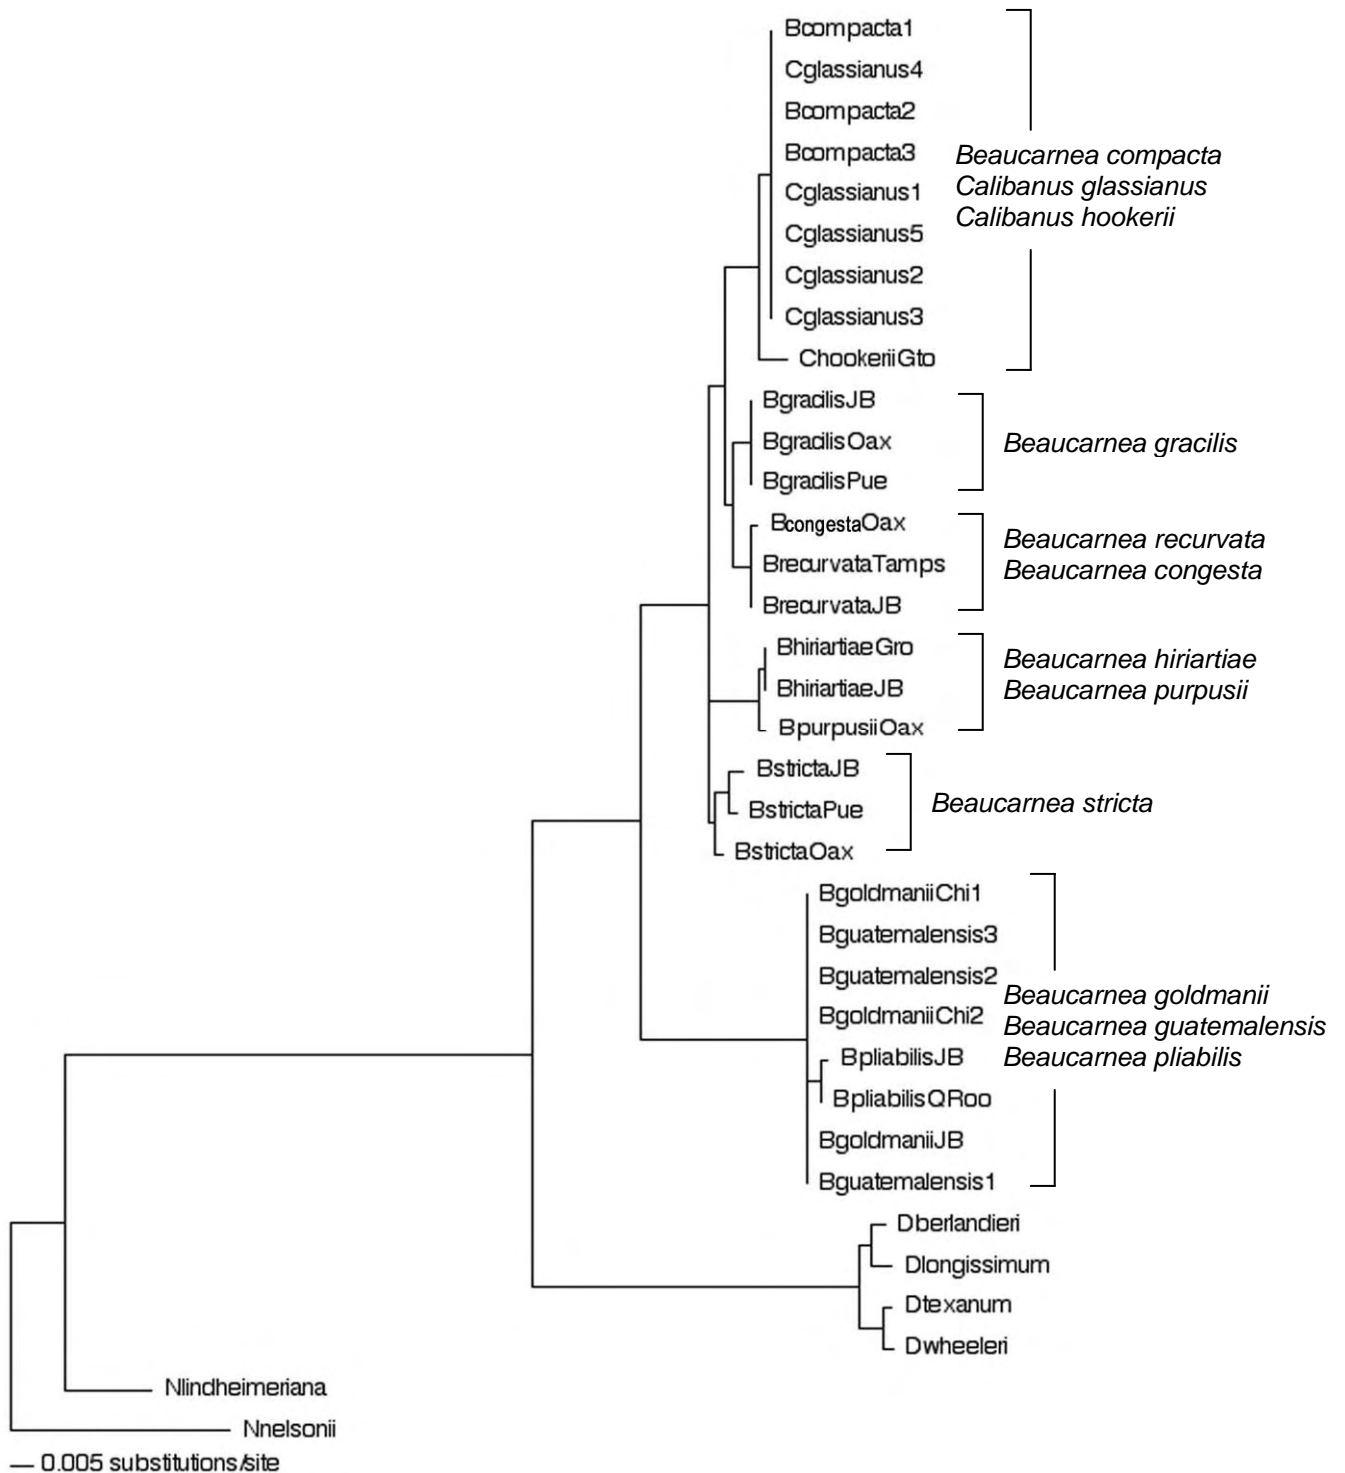 Bcompacta1
Cglassianus4
Bcompacta2
Bcompacta3
Cglassianus1
Cglassianus5
Cglassianus2
Cglassianus3
ChookeriiGto
Beaucarnea compacta
Calibanus glassianus
Calibanus hookerii
BgracilisJB
BgracilisOax
BgracilisPue
Beaucarnea gracilis
BcongestaOax
BrecurvataTamps
BrecurvataJB
Beaucarnea recurvata
Beaucarnea congesta
BhiriartiaeGro
BhiriartiaeJB
BpurpusiiOax
Beaucarnea hiriartiae
Beaucarnea purpusii
BstrictaJB
BstrictaPue
BstrictaOax
Beaucarnea stricta
BgoldmaniiChi1
Bguatemalensis3
Bguatemalensis2
BgoldmaniiChi2
BpliabilisJB
BpliabilisQRoo
BgoldmaniiJB
Bguatemalensis1
Beaucarnea goldmanii
Beaucarnea guatemalensis
Beaucarnea pliabilis
Dberlandieri
Dlongissimum
Dtexanum
Dwheeleri
Nlindheimeriana
Nnelsonii
0.005 substitutions/site